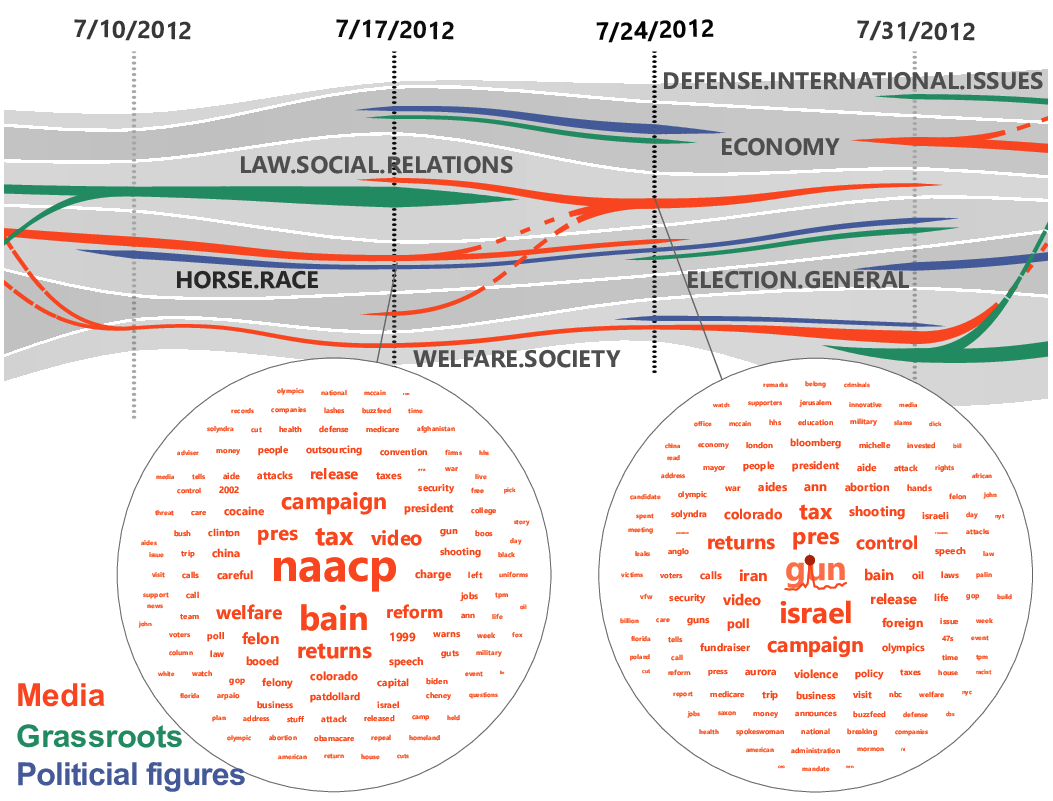 7/10/2012 7/17/2012 7/24/2012 7/31/2012
DEFENSE.INTERNATIONAL.ISSUES
ECONOMY
LAW.SOCIAL.RELATIONS
HORSE.RACE
ELECTION.GENERAL
WELFARE.SOCIETY
olympics national mccain
records companies lashes buzzfeed time
solyndra cut health defense medicare afghanistan
adviser money people outsourcing convention firms hhs
media tells aide attacks release taxes war live
control 2002 security free pick
campaign
threat care cocaine president college
story
bush clinton pres tax video gun boos day
aides
issue trip china shooting black
naacp
visit calls careful charge left uniforms
support call jobs tpm
news welfare bain reform oil
team ann life
john
voters poll felon 1999 warns week fox
column law returns guts military
booed speech
white watch colorado event
gop felony capital biden
florida arpaio patdollard cheney questions
business israel
plan address stuff attack released camp held
olympic abortion obamacare repeal homeland
american return house cuts
remarks belong criminals
watch supporters jerusalem innovative media
office mccain hhs education military slams dick
china economy london bloomberg michelle invested bill
read
mayor people president aide attack rights
address african
candidate olympic war aides ann abortion hands felon john
spent solyndra colorado tax shooting israeli day nyt
meeting pres attacks
returns control
leaks anglo speech law
gun
victims voters calls iran bain oil laws palin
vfw security video release life gop build
israel
billion care guns poll foreign issue week
florida tells 47s event
fundraiser campaign olympics
poland call time tpm
cut reform press aurora violence policy taxes house racist
report medicare trip business visit nbc welfare nyc
jobs saxon money announces buzzfeed defense cbs
health spokeswoman national breaking companies
american administration mormon
mandate
Media
Grassroots
Politicial figures